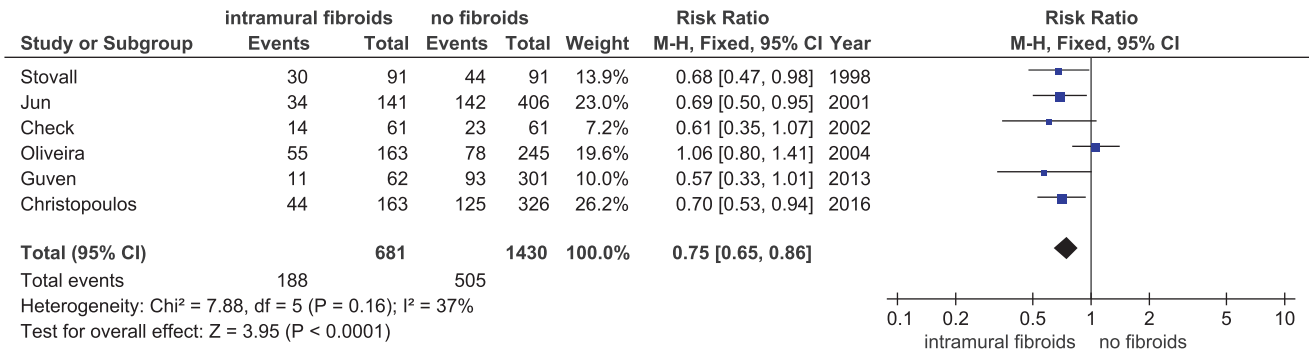 intramural fibroids no fibroids Risk Ratio Risk Ratio
Study or Subgroup Events Total Events Total Weight M-H, Fixed, 95% CI Year M-H, Fixed, 95% CI
Stovall 30 91 44 91 13.9% 0.68 [0.47, 0.98] 1998
Jun 34 141 142 406 23.0% 0.69 [0.50, 0.95] 2001
Check 14 61 23 61 7.2% 0.61 [0.35, 1.07] 2002
Oliveira 55 163 78 245 19.6% 1.06 [0.80, 1.41] 2004
Guven 11 62 93 301 10.0% 0.57 [0.33, 1.01] 2013
Christopoulos 44 163 125 326 26.2% 0.70 [0.53, 0.94] 2016
Total (95% CI) 681 1430 100.0% 0.75 [0.65, 0.86]
Total events 188 505
Heterogeneity: Chi² = 7.88, df = 5 (P = 0.16); I² = 37%
Test for overall effect: Z = 3.95 (P < 0.0001)
0.1 0.2 0.5 1 2 5 10
intramural fibroids no fibroids